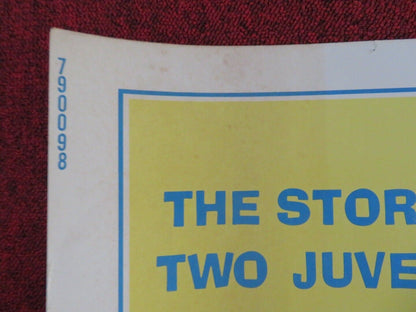 790098
THE STOR
TWO JUVE